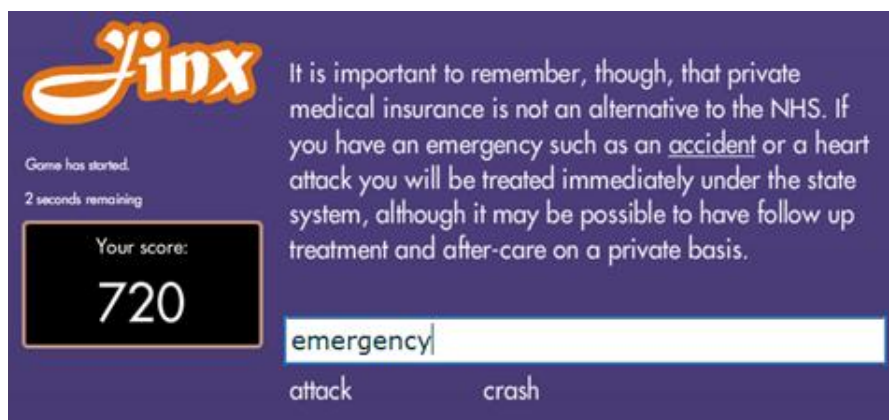 Jinx
Game has started.
2 seconds remaining
Your score:
720
It is important to remember, though, that private
medical insurance is not an alternative to the NHS. If
you have an emergency such as an accident or a heart
attack you will be treated immediately under the state
system, although it may be possible to have follow up
treatment and after-care on a private basis.
emergency
attack crash